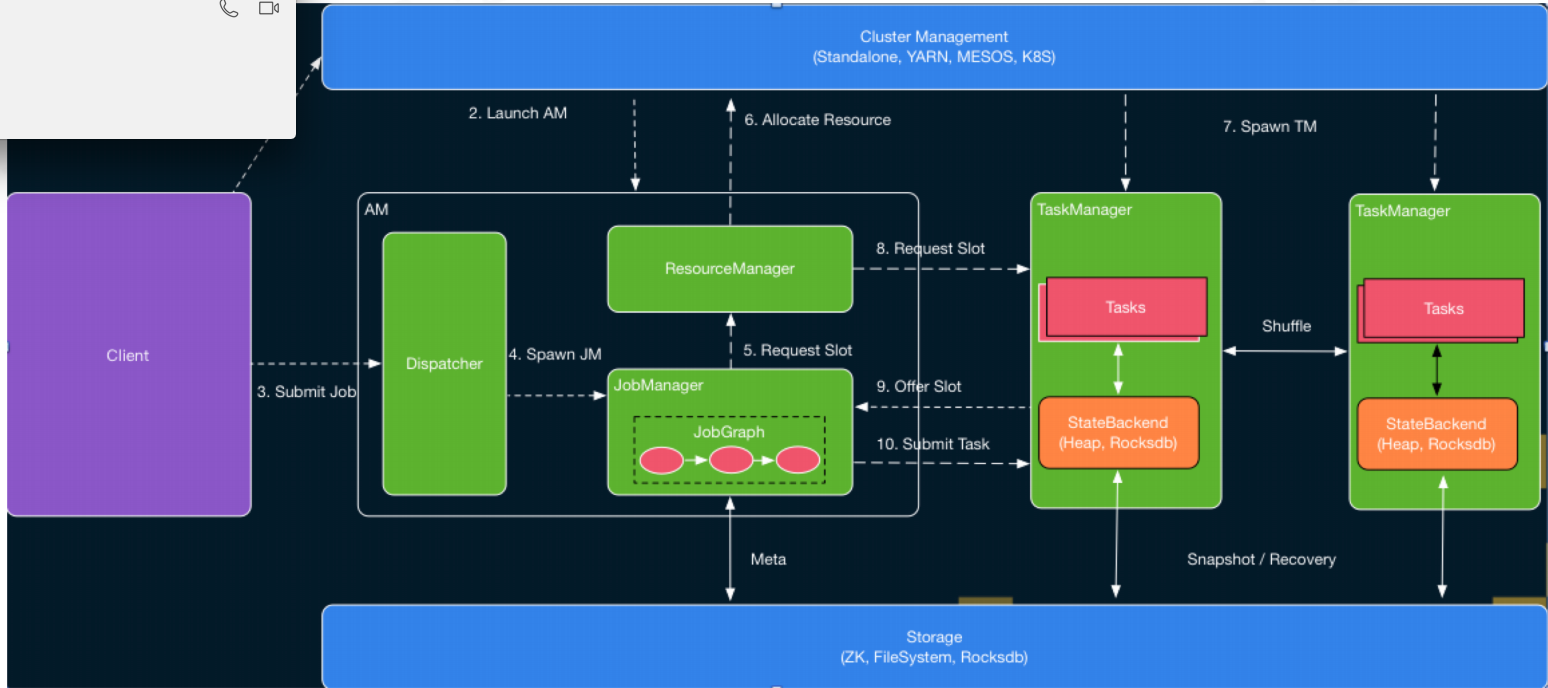 Cluster Management
(Standalone, YARN, MESOS, K8S)
2. Launch AM
6. Allocate Resource
7. Spawn TM
Client
3. Submit Job
AM
Dispatcher
4. Spawn JM
ResourceManager
5. Request Slot
JobManager
JobGraph
8. Request Slot
9. Offer Slot
10. Submit Task
TaskManager
Tasks
StateBackend
(Heap, Rocksdb)
Shuffle
TaskManager
Tasks
StateBackend
(Heap, Rocksdb)
Meta
Snapshot / Recovery
Storage
(ZK, FileSystem, Rocksdb)